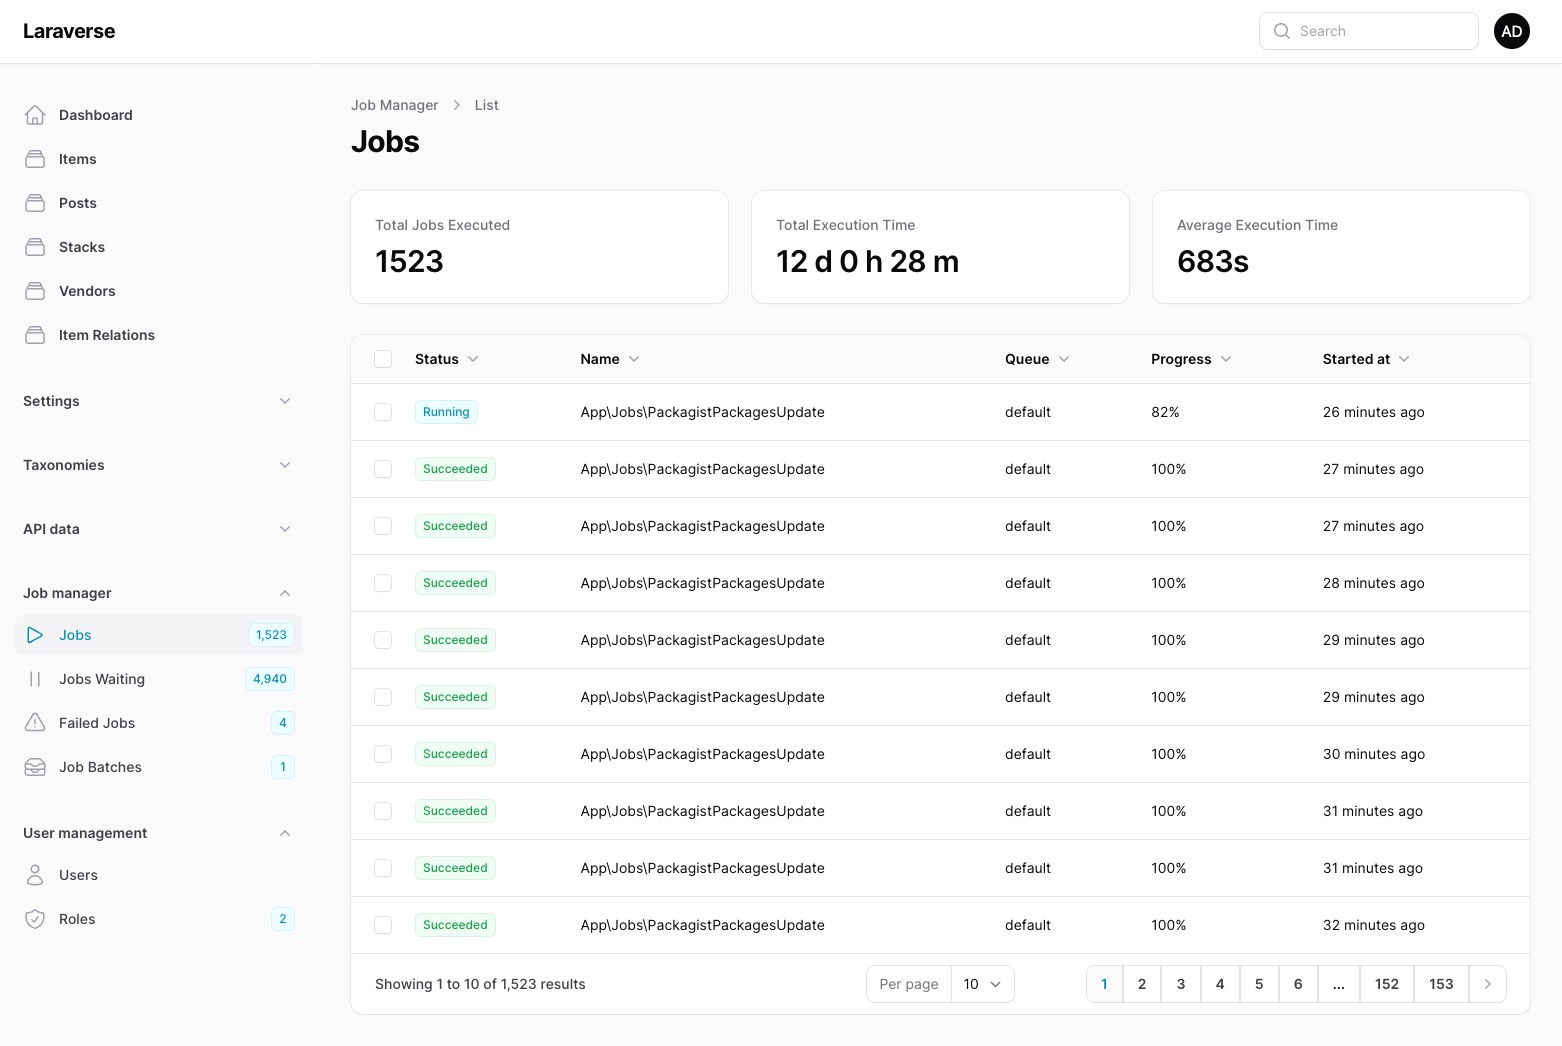 Laraverse
Search
AD
Dashboard
Items
Posts
Stacks
Vendors
Item Relations
Settings
Taxonomies
API data
Job manager
Jobs 1,523
Jobs Waiting 4,940
Failed Jobs 4
Job Batches 1
User management
Users
Roles 2
Job Manager > List
Jobs
Total Jobs Executed
1523
Total Execution Time
12 d 0 h 28 m
Average Execution Time
683s
Status Name Queue Progress Started at
Running App\Jobs\PackagistPackagesUpdate default 82% 26 minutes ago
Succeeded App\Jobs\PackagistPackagesUpdate default 100% 27 minutes ago
Succeeded App\Jobs\PackagistPackagesUpdate default 100% 27 minutes ago
Succeeded App\Jobs\PackagistPackagesUpdate default 100% 28 minutes ago
Succeeded App\Jobs\PackagistPackagesUpdate default 100% 29 minutes ago
Succeeded App\Jobs\PackagistPackagesUpdate default 100% 29 minutes ago
Succeeded App\Jobs\PackagistPackagesUpdate default 100% 30 minutes ago
Succeeded App\Jobs\PackagistPackagesUpdate default 100% 31 minutes ago
Succeeded App\Jobs\PackagistPackagesUpdate default 100% 31 minutes ago
Succeeded App\Jobs\PackagistPackagesUpdate default 100% 32 minutes ago
Showing 1 to 10 of 1,523 results Per page 10 1 2 3 4 5 6 ... 152 153